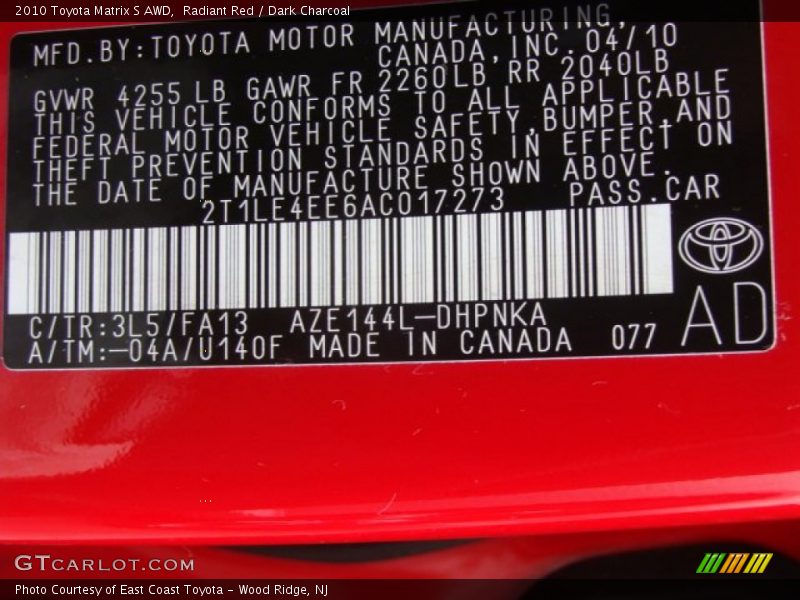 2010 Toyota Matrix S AWD,  Radiant Red / Dark Charcoal
MFD.BY:TOYOTA MOTOR MANUFACTURING,
CANADA,INC.04/10
GVWR 4255 LB GAWR FR 2260LB RR 2040LB
THIS VEHICLE CONFORMS TO ALL APPLICABLE
FEDERAL MOTOR VEHICLE SAFETY,BUMPER,AND
THEFT PREVENTION STANDARDS IN EFFECT ON
THE DATE OF MANUFACTURE SHOWN ABOVE.
2T1LE4EE6AC017273 PASS.CAR
C/TR:3L5/FA13 AZE144L-DHPNKA
A/TM:-04A/U140F MADE IN CANADA 077 AD
GTCARLOT.COM
Photo Courtesy of East Coast Toyota - Wood Ridge, NJ